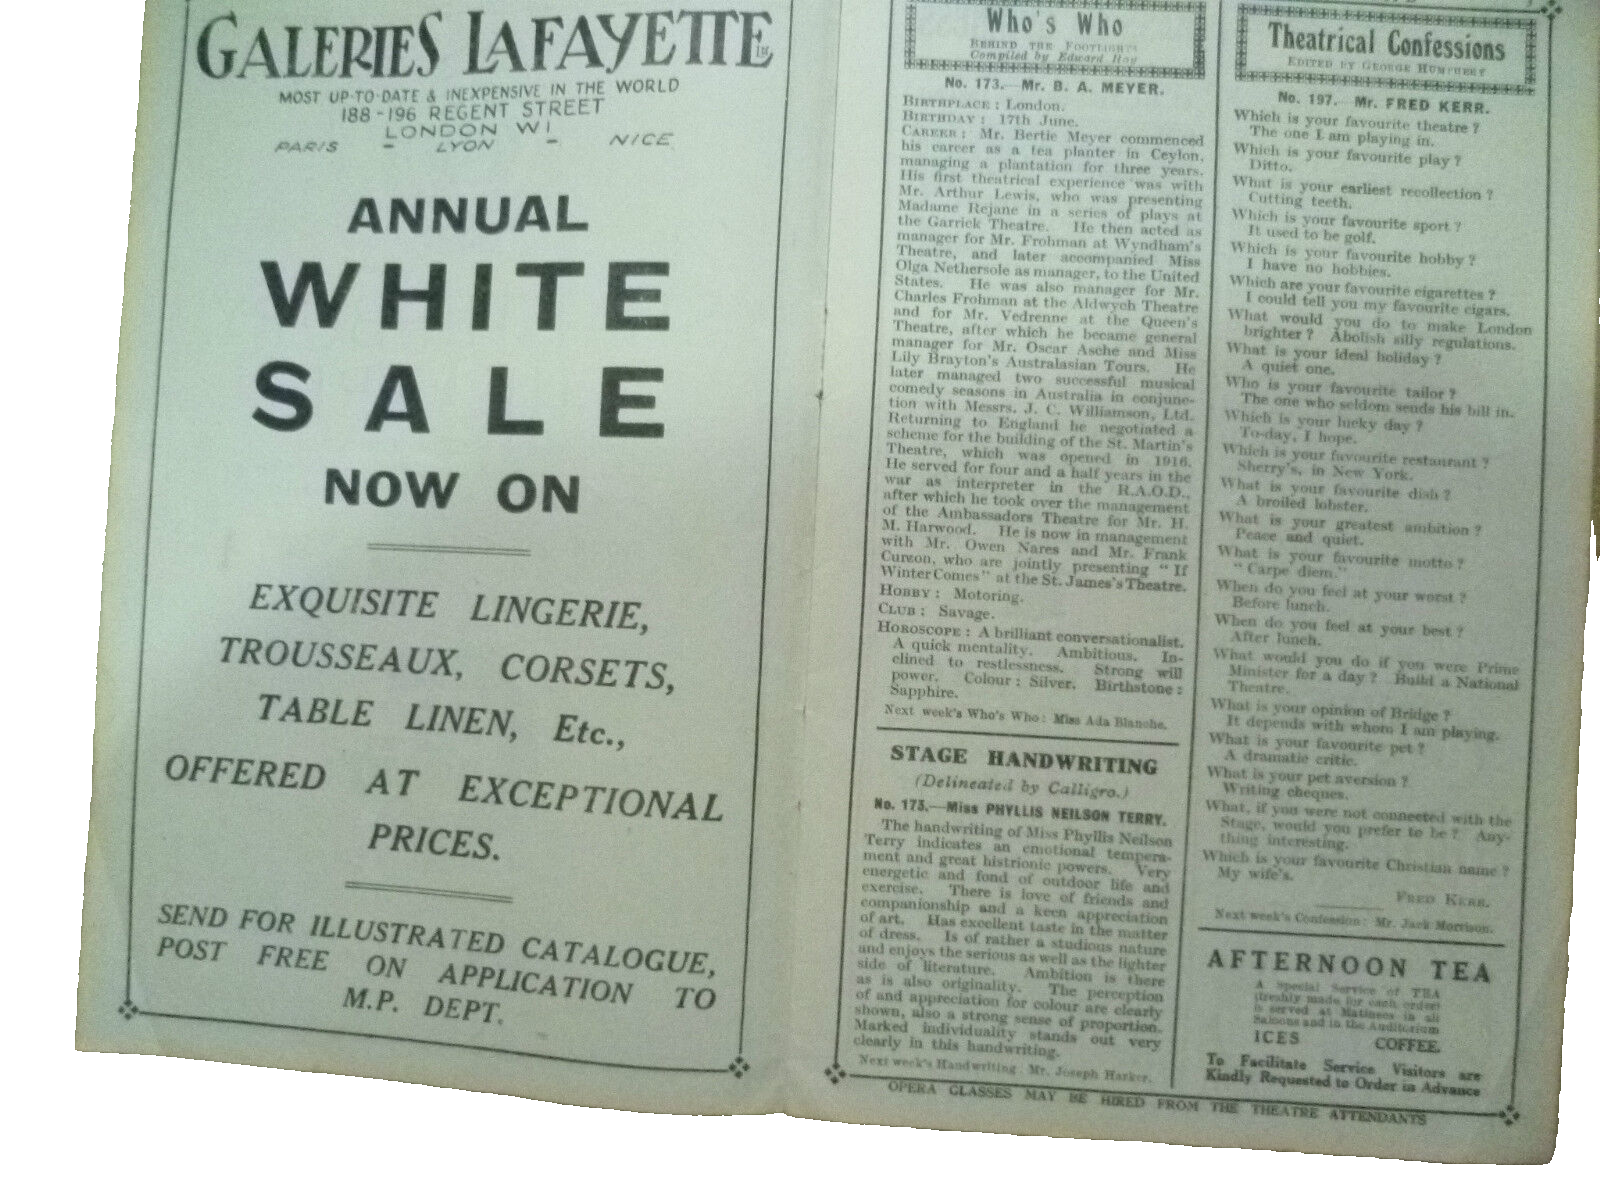 GALERIES LAFAYETTE LTD
MOST UP-TO-DATE & INEXPENSIVE IN THE WORLD
188-196 REGENT STREET
LONDON W1
PARIS - LYON - NICE
ANNUAL
WHITE
SALE
NOW ON
EXQUISITE LINGERIE,
TROUSSEAUX, CORSETS,
TABLE LINEN, Etc.,
OFFERED AT EXCEPTIONAL
PRICES.
SEND FOR ILLUSTRATED CATALOGUE,
POST FREE ON APPLICATION TO
M.P. DEPT.
Who's Who
BEHIND THE FOOTLIGHTS
Compiled by Edward
No. 173.—Mr. B. A. MEYER.
BIRTHPLACE : London.
BIRTHDAY : 17th June.
CAREER : Mr. Bertie Meyer commenced
his career as a tea planter in Ceylon,
managing a plantation for three years.
His first theatrical experience was with
Mr. Arthur Lewis, who was presenting
Madame Rejane in a series of plays at
the Garrick Theatre. He then acted as
manager for Mr. Frohman at Wyndham's
Theatre, and later accompanied Miss
Olga Nethersole as manager, to the United
States. He was also manager for Mr.
Charles Frohman at the Aldwych Theatre
and for Mr. Vedrenne at the Queen's
Theatre, after which he became general
manager for Mr. Oscar Asche and Miss
Lily Brayton's Australasian Tours. He
later managed two successful musical
comedy seasons in Australia in conjunc-
tion with Messrs. J. C. Williamson, Ltd.
Returning to England he negotiated a
scheme for the building of the St. Martin's
Theatre, which was opened in 1916.
He served for four and a half years in the
war as interpreter in the R.A.O.D.,
after which he took over the management
of the Ambassadors Theatre for Mr. H.
M. Harwood. He is now in management
with Mr. Owen Nares and Mr. Frank
Curzon, who are jointly presenting "If
Winter Comes" at the St. James's Theatre.
HOBBY : Motoring.
CLUB : Savage.
HOROSCOPE : A brilliant conversationalist.
A quick mentality. Ambitious. In-
clined to restlessness. Strong will
power. Colour : Silver. Birthstone :
Sapphire.
Next week's Who's Who : Miss Ada Blanche.
STAGE HANDWRITING
(Delineated by Calligro.)
No. 173.—Miss PHYLLIS NEILSON TERRY.
The handwriting of Miss Phyllis Neilson
Terry indicates an emotional tempera-
ment and great histrionic powers. Very
energetic and fond of outdoor life and
exercise. There is love of friends and
companionship and a keen appreciation
of art. Has excellent taste in the matter
of dress. Is of rather a studious nature
and enjoys the serious as well as the lighter
side of literature. Ambition is there
as is also originality. The perception
of and appreciation for colour are clearly
shown, also a strong sense of proportion.
Marked individuality stands out very
clearly in this handwriting.
Next week's Handwriting : Mr. Joseph Harker.
Theatrical Confessions
EDITED BY GEORGE HUMPHERY
No. 197. Mr. FRED KERR.
Which is your favourite theatre ?
The one I am playing in.
Which is your favourite play ?
Ditto.
What is your earliest recollection ?
Cutting teeth.
Which is your favourite sport ?
It used to be golf.
Which is your favourite hobby ?
I have no hobbies.
Which are your favourite cigarettes ?
I could tell you my favourite cigars.
What would you do to make London
brighter ? Abolish silly regulations.
What is your ideal holiday ?
A quiet one.
Who is your favourite tailor ?
The one who seldom sends his bill in.
Which is your lucky day ?
To-day, I hope.
Which is your favourite restaurant ?
Sherry's, in New York.
What is your favourite dish ?
A broiled lobster.
What is your greatest ambition ?
Peace and quiet.
What is your favourite motto ?
"Carpe diem."
When do you feel at your worst ?
Before lunch.
When do you feel at your best ?
After lunch.
What would you do if you were Prime
Minister for a day ? Build a National
Theatre.
What is your opinion of Bridge ?
It depends with whom I am playing.
What is your favourite pet ?
A dramatic critic.
What is your pet aversion ?
Writing cheques.
What, if you were not connected with the
Stage, would you prefer to be ? Any-
thing interesting.
Which is your favourite Christian name ?
My wife's.
FRED KERR.
Next week's Confession : Mr. Jack Morrison.
AFTERNOON TEA
A Special Service of TEA
(freshly made for each order)
is served at Matinees in all
Saloons and in the Auditorium
ICES COFFEE.
To Facilitate Service Visitors are
Kindly Requested to Order in Advance
OPERA GLASSES MAY BE HIRED FROM THE THEATRE ATTENDANTS